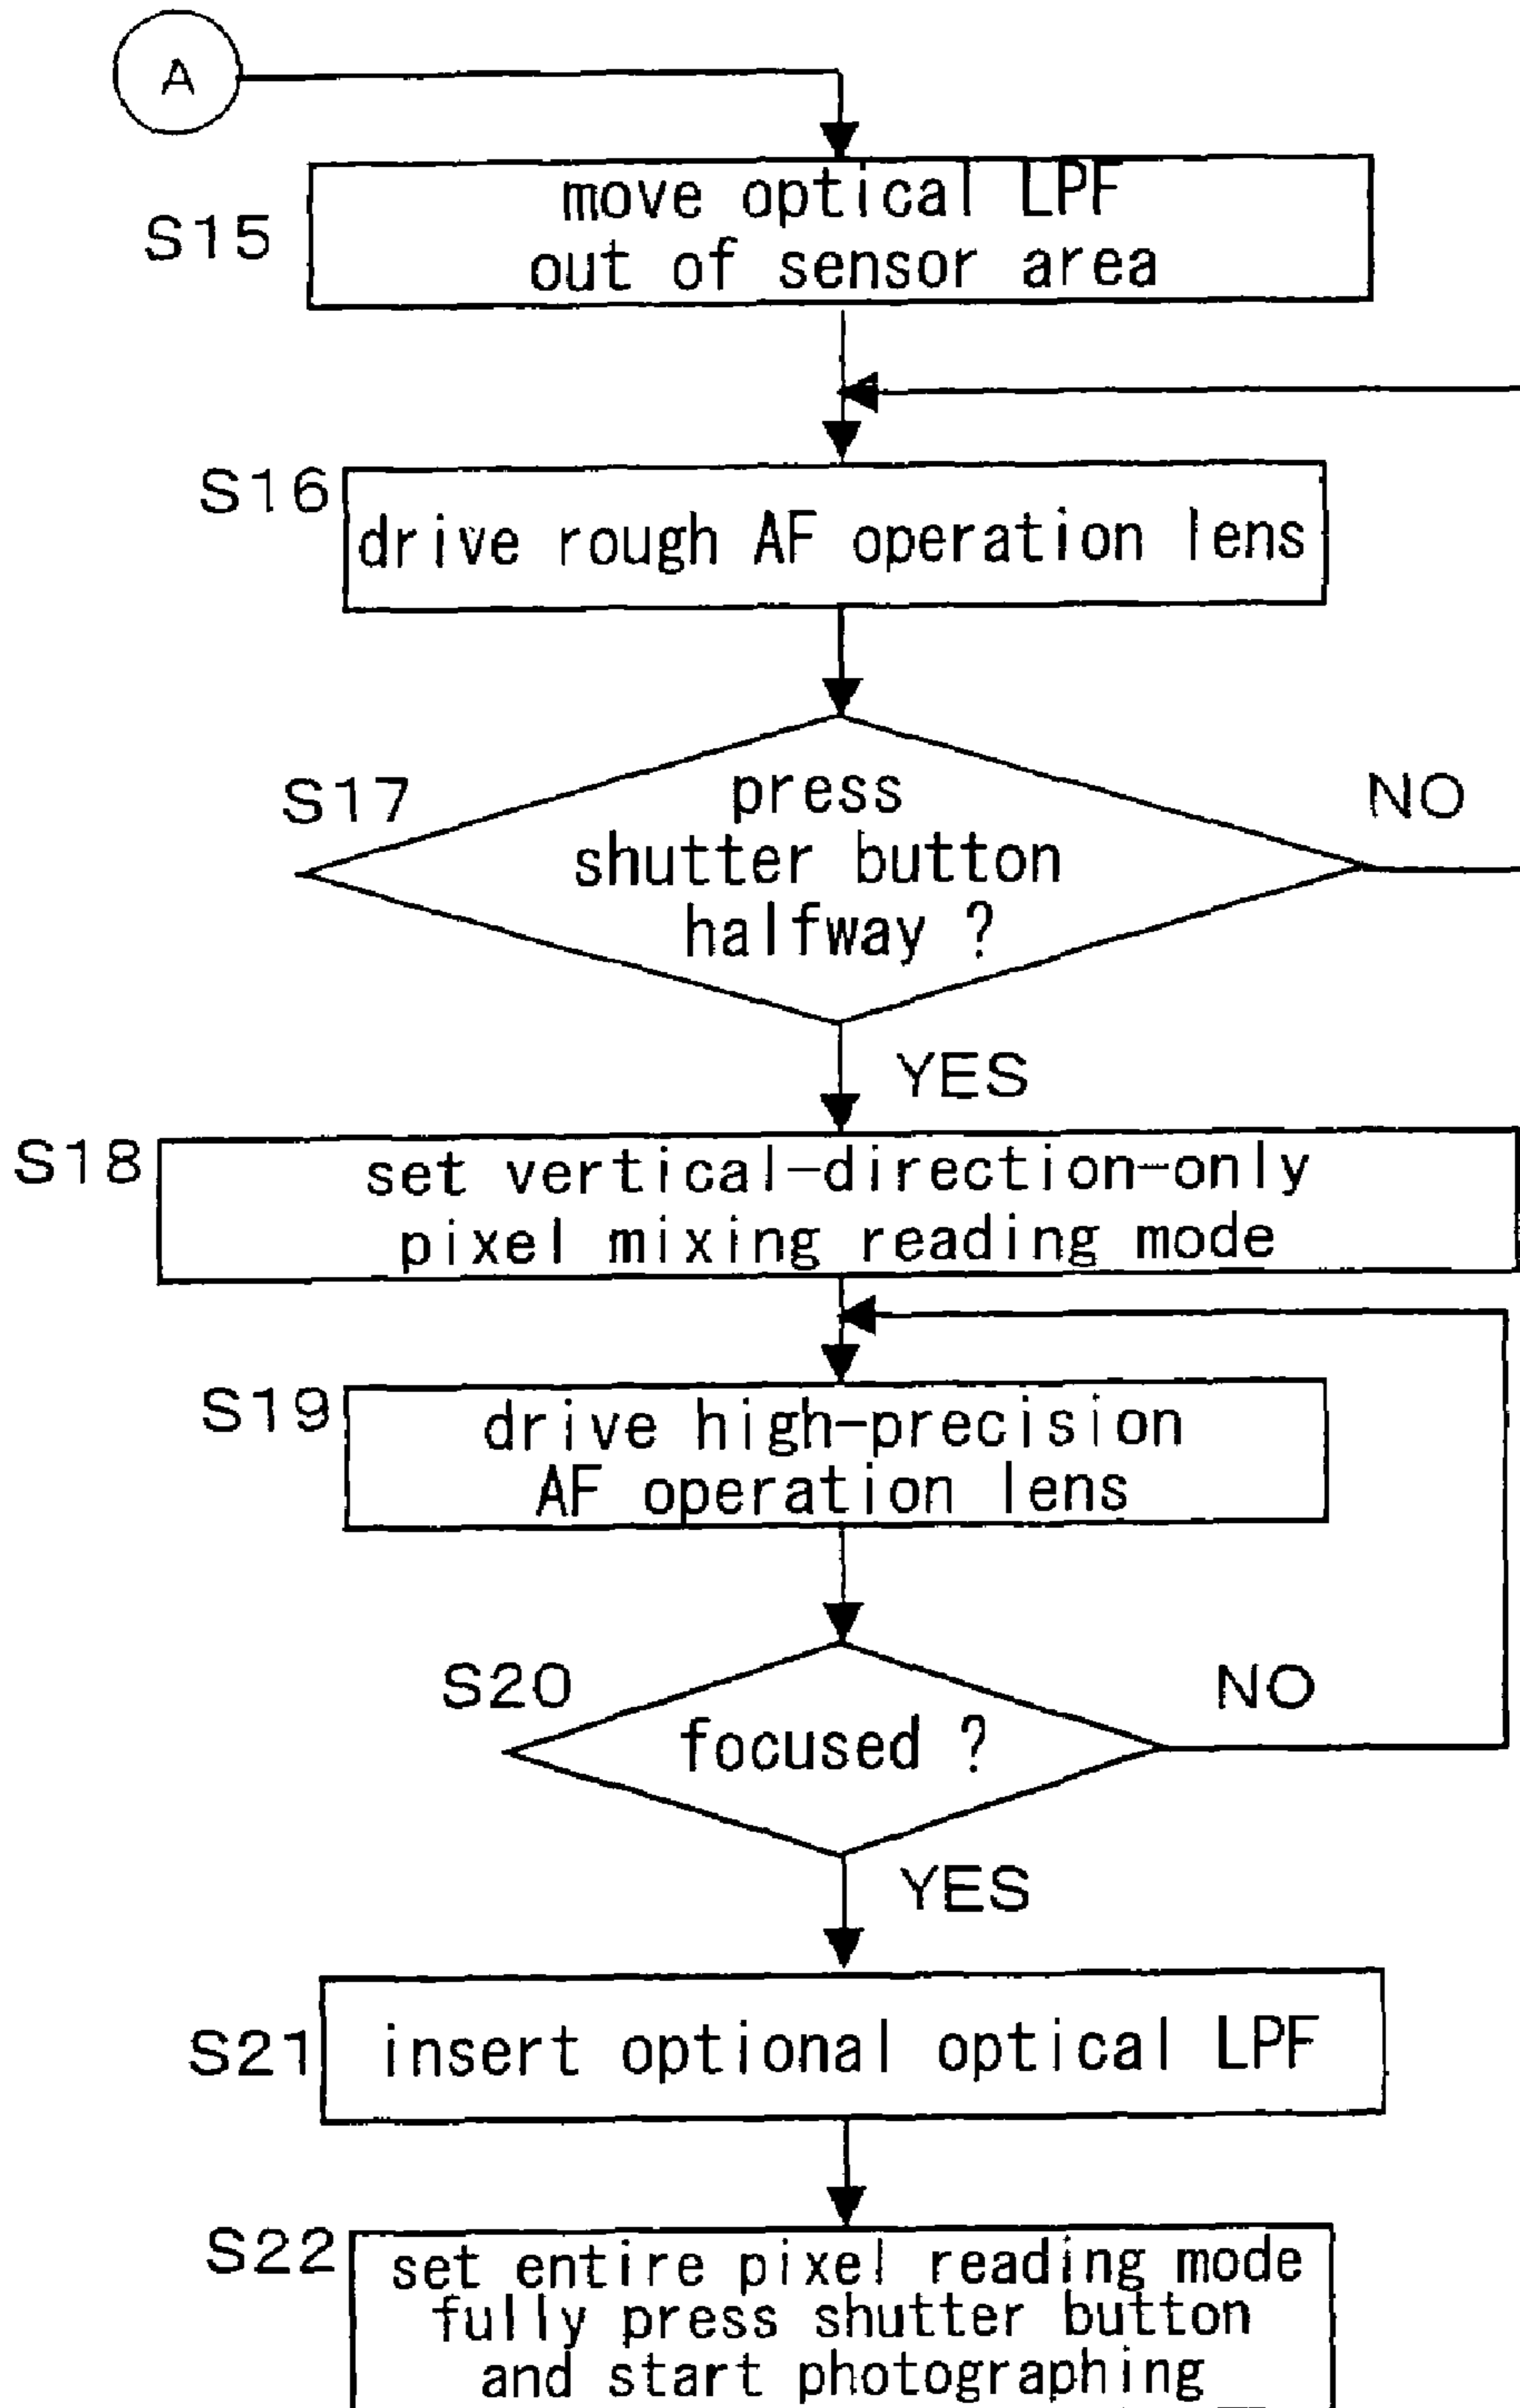 A
S15
move optical LPF
out of sensor area
S16
drive rough AF operation lens
S17
press
shutter button
halfway ?
NO
YES
S18
set vertical-direction-only
pixel mixing reading mode
S19
drive high-precision
AF operation lens
S20
focused ?
NO
YES
S21
insert optional optical LPF
S22
set entire pixel reading mode
fully press shutter button
and start photographing